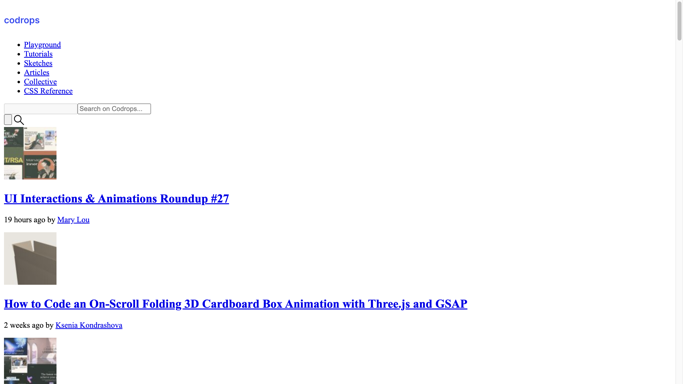 codrops
Playground
Tutorials
Sketches
Articles
Collective
CSS Reference
Search on Codrops...
UI Interactions & Animations Roundup #27
19 hours ago by Mary Lou
How to Code an On-Scroll Folding 3D Cardboard Box Animation with Three.js and GSAP
2 weeks ago by Ksenia Kondrashova